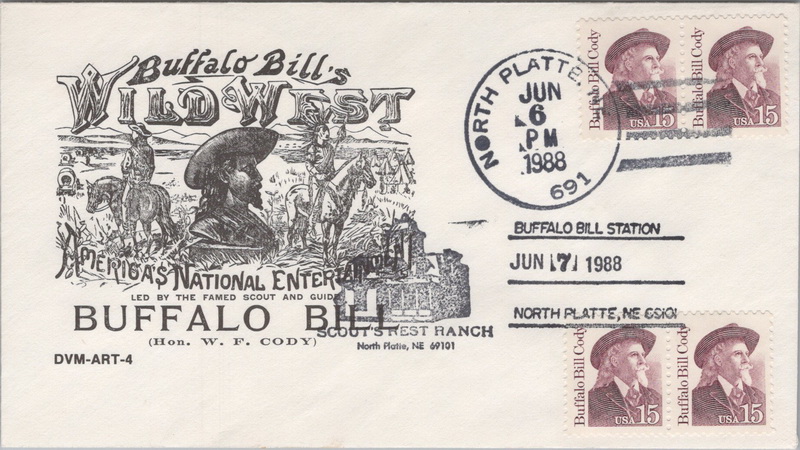 Buffalo Bill's
WILD WEST
AMERICA'S NATIONAL ENTERTAINMENT
LED BY THE FAMED SCOUT AND GUIDE
BUFFALO BILL
(Hon. W. F. CODY)
DVM-ART-4
SCOUT'S REST RANCH
North Platte, NE 69101
NORTH PLATTE,
JUN
6
PM
1988
691
Buffalo Bill Cody
USA 15
Buffalo Bill Cody
USA 15
BUFFALO BILL STATION
JUN 17 1988
NORTH PLATTE, NE 69101
Buffalo Bill Cody
USA 15
Buffalo Bill Cody
USA 15